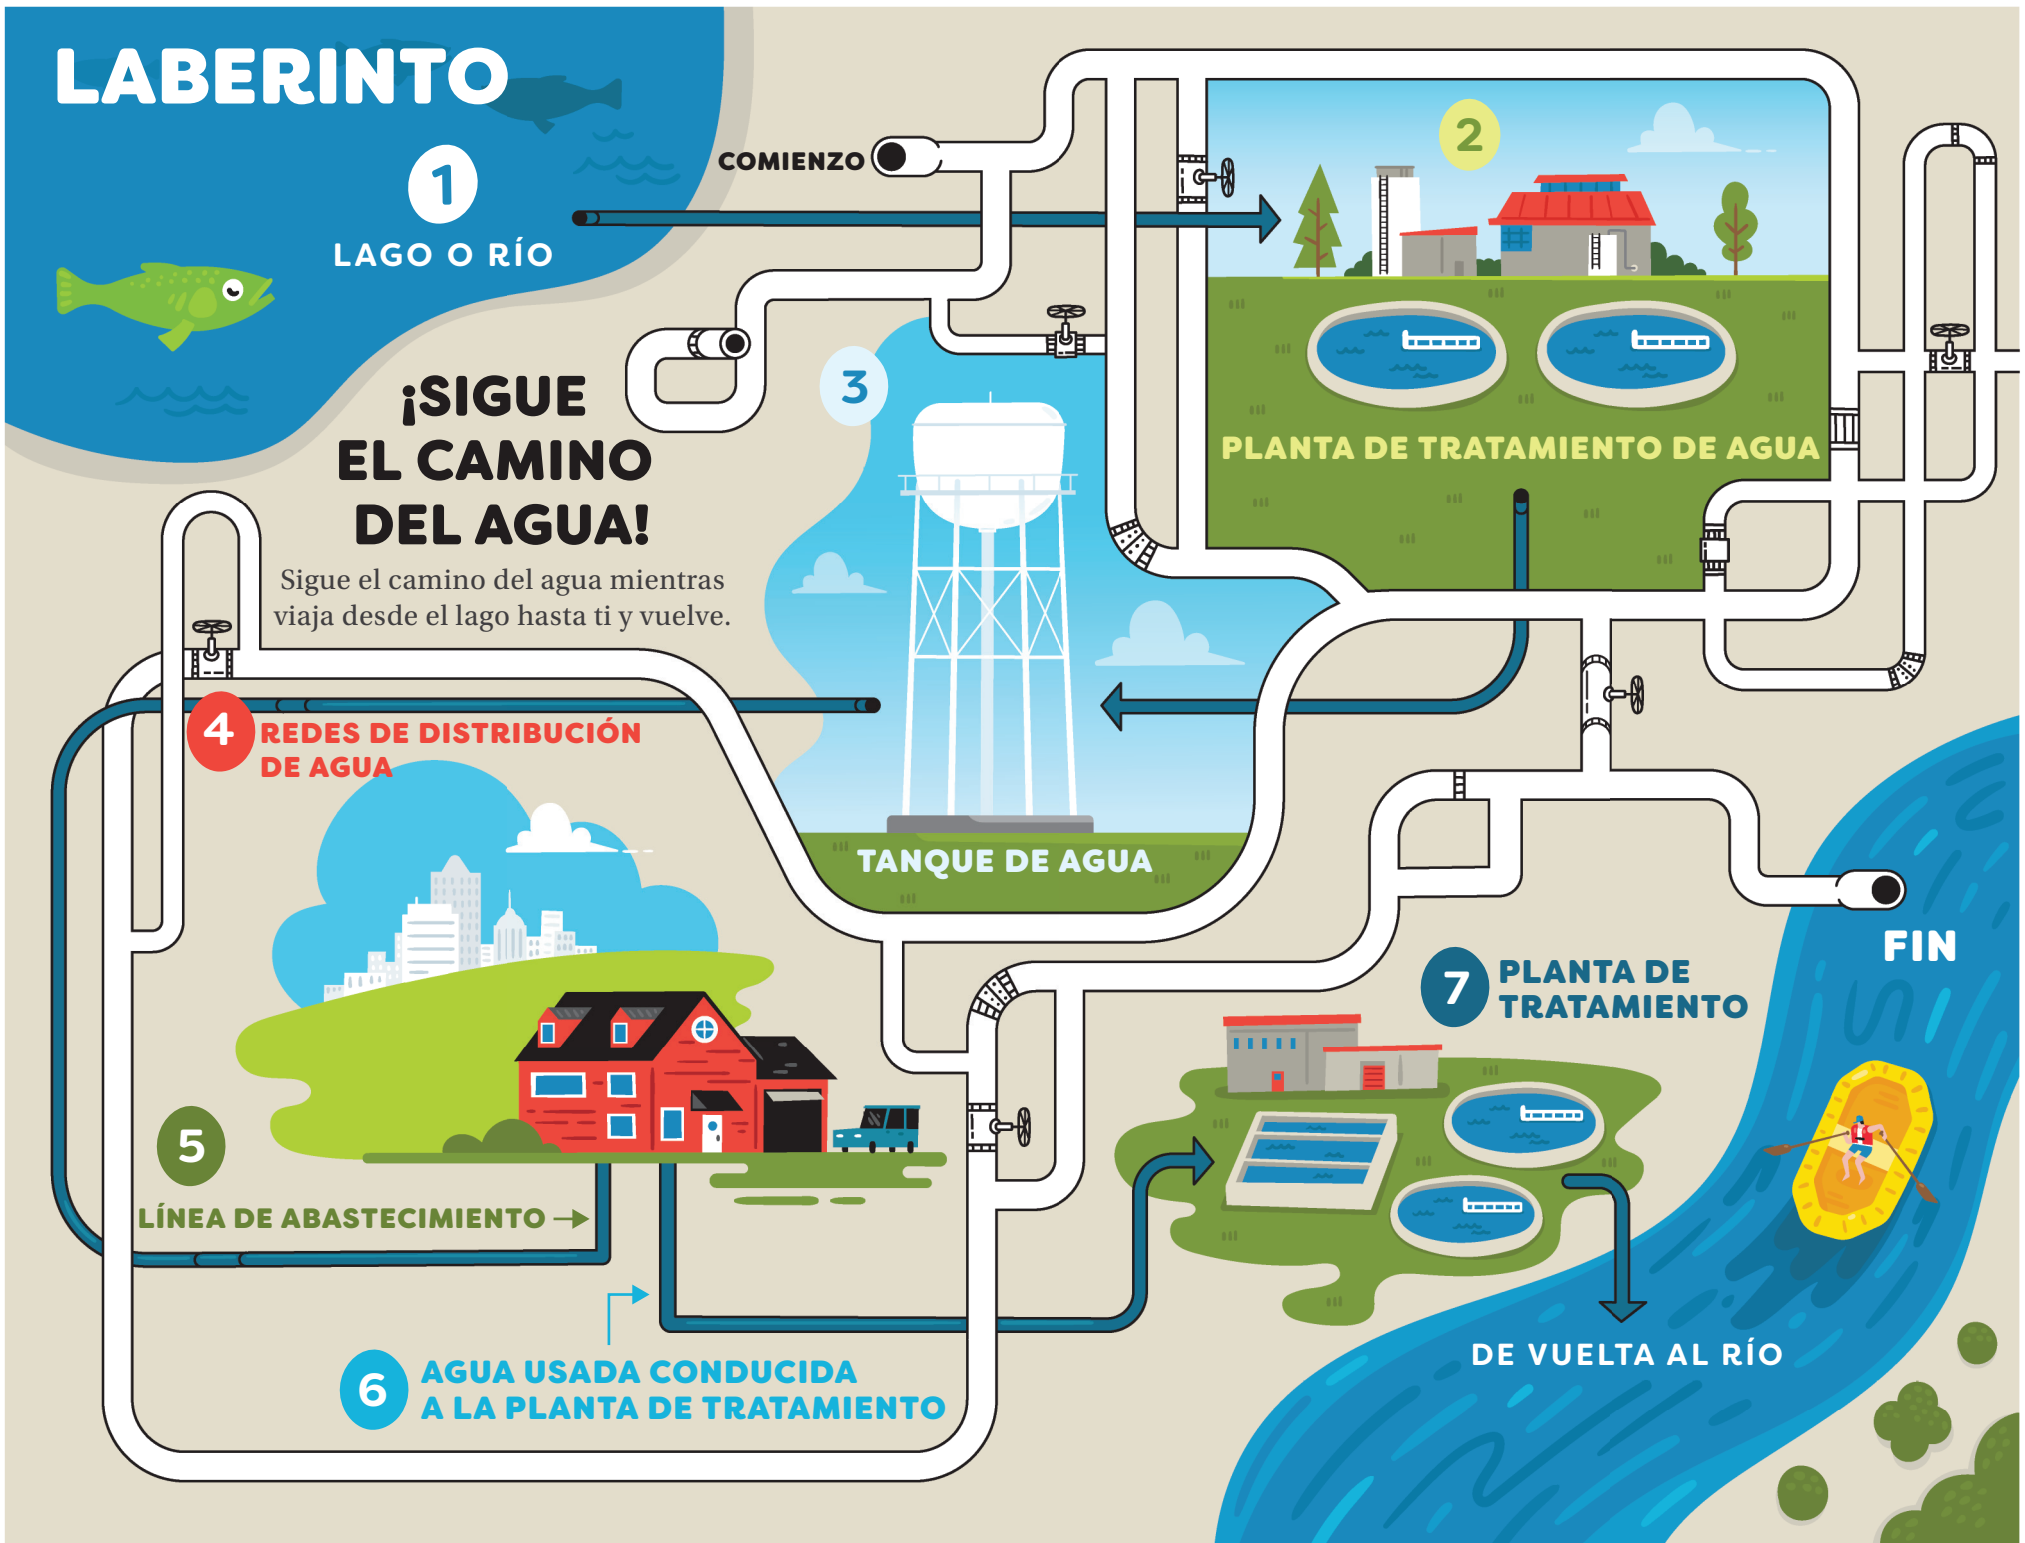 LABERINTO
1
LAGO O RÍO
COMIENZO
2
PLANTA DE TRATAMIENTO DE AGUA
¡SIGUE
EL CAMINO
DEL AGUA!
Sigue el camino del agua mientras
viaja desde el lago hasta ti y vuelve.
3
TANQUE DE AGUA
4
REDES DE DISTRIBUCIÓN
DE AGUA
5
LÍNEA DE ABASTECIMIENTO
6
AGUA USADA CONDUCIDA
A LA PLANTA DE TRATAMIENTO
7
PLANTA DE
TRATAMIENTO
FIN
DE VUELTA AL RÍO